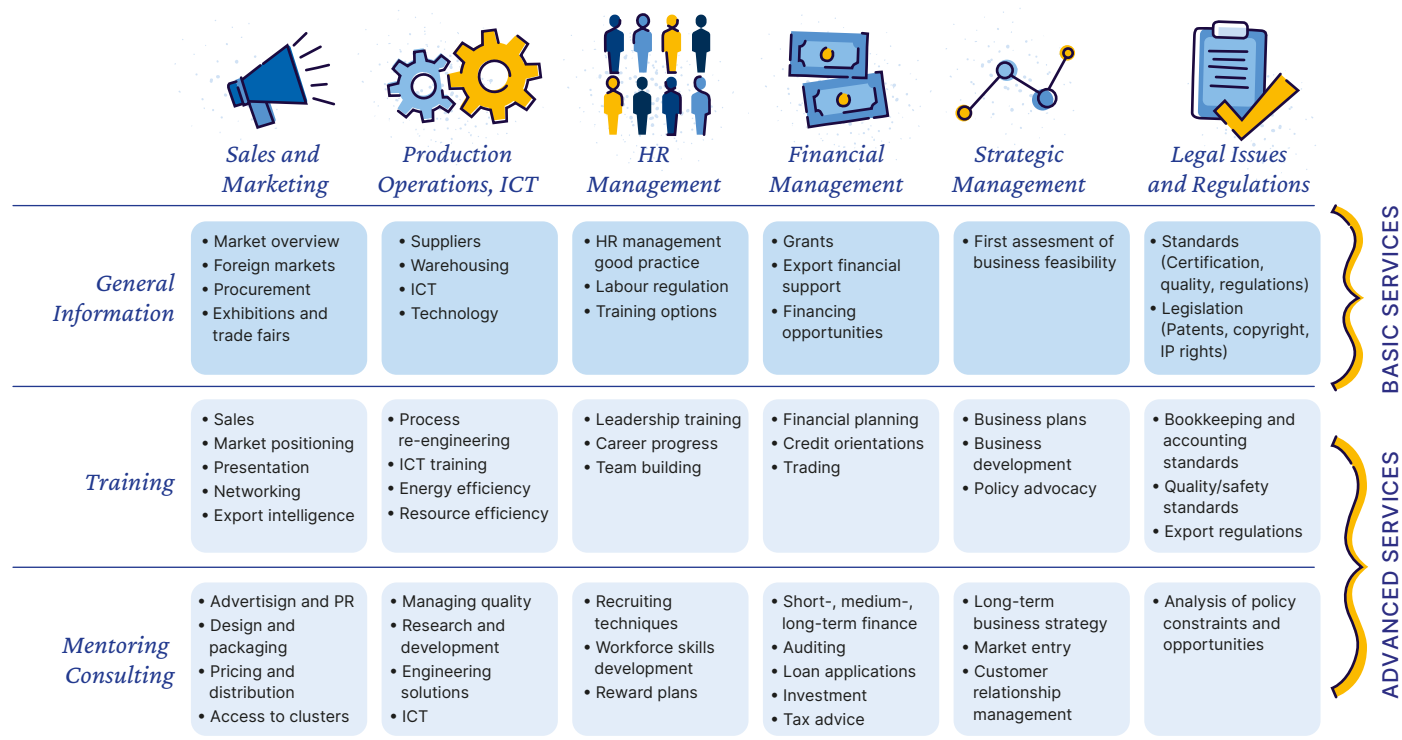 Sales and
Marketing
Production
Operations, ICT
HR
Management
Financial
Management
Strategic
Management
Legal Issues
and Regulations
General
Information
• Market overview
• Foreign markets
• Procurement
• Exhibitions and
trade fairs
• Suppliers
• Warehousing
• ICT
• Technology
• HR management
good practice
• Labour regulation
• Training options
• Grants
• Export financial
support
• Financing
opportunities
• First assesment of
business feasibility
• Standards
(Certification,
quality, regulations)
• Legislation
(Patents, copyright,
IP rights)
BASIC SERVICES
Training
• Sales
• Market positioning
• Presentation
• Networking
• Export intelligence
• Process
re-engineering
• ICT training
• Energy efficiency
• Resource efficiency
• Leadership training
• Career progress
• Team building
• Financial planning
• Credit orientations
• Trading
• Business plans
• Business
development
• Policy advocacy
• Bookkeeping and
accounting
standards
• Quality/safety
standards
• Export regulations
Mentoring
Consulting
• Advertisign and PR
• Design and
packaging
• Pricing and
distribution
• Access to clusters
• Managing quality
• Research and
development
• Engineering
solutions
• ICT
• Recruiting
techniques
• Workforce skills
development
• Reward plans
• Short-, medium-,
long-term finance
• Auditing
• Loan applications
• Investment
• Tax advice
• Long-term
business strategy
• Market entry
• Customer
relationship
management
• Analysis of policy
constraints and
opportunities
ADVANCED SERVICES